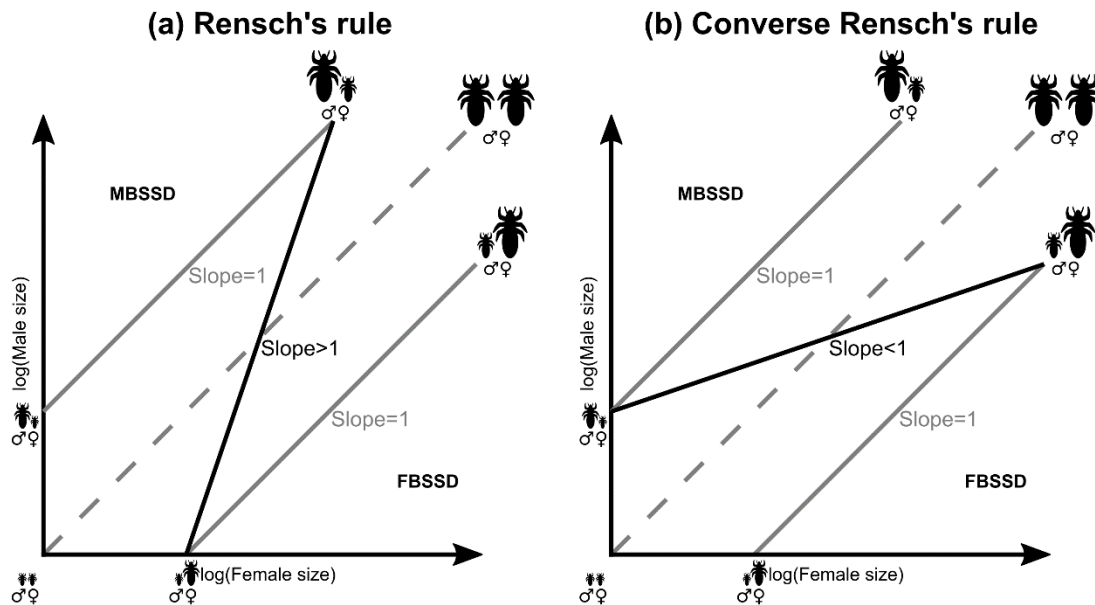 (a) Rensch's rule
♂♀
♂♀
MBSSD
♂♀
Slope=1
log(Male size)
Slope>1
Slope=1
♂♀
FBSSD
log(Female size)
♂♀
♂♀
(b) Converse Rensch's rule
♂♀
♂♀
MBSSD
♂♀
Slope=1
log(Male size)
Slope<1
Slope=1
♂♀
FBSSD
log(Female size)
♂♀
♂♀